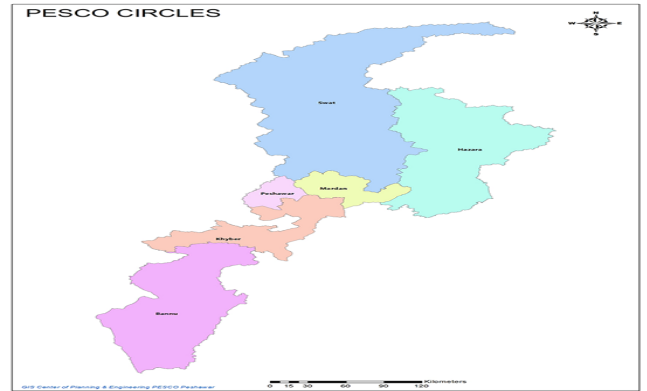 PESCO CIRCLES
N
W E
S
Swat
Hazara
Mardan
Peshawar
Khyber
Bannu
GIS Center of Planning & Engineering PESCO Peshawar
0 15 30 60 90 120 Kilometers